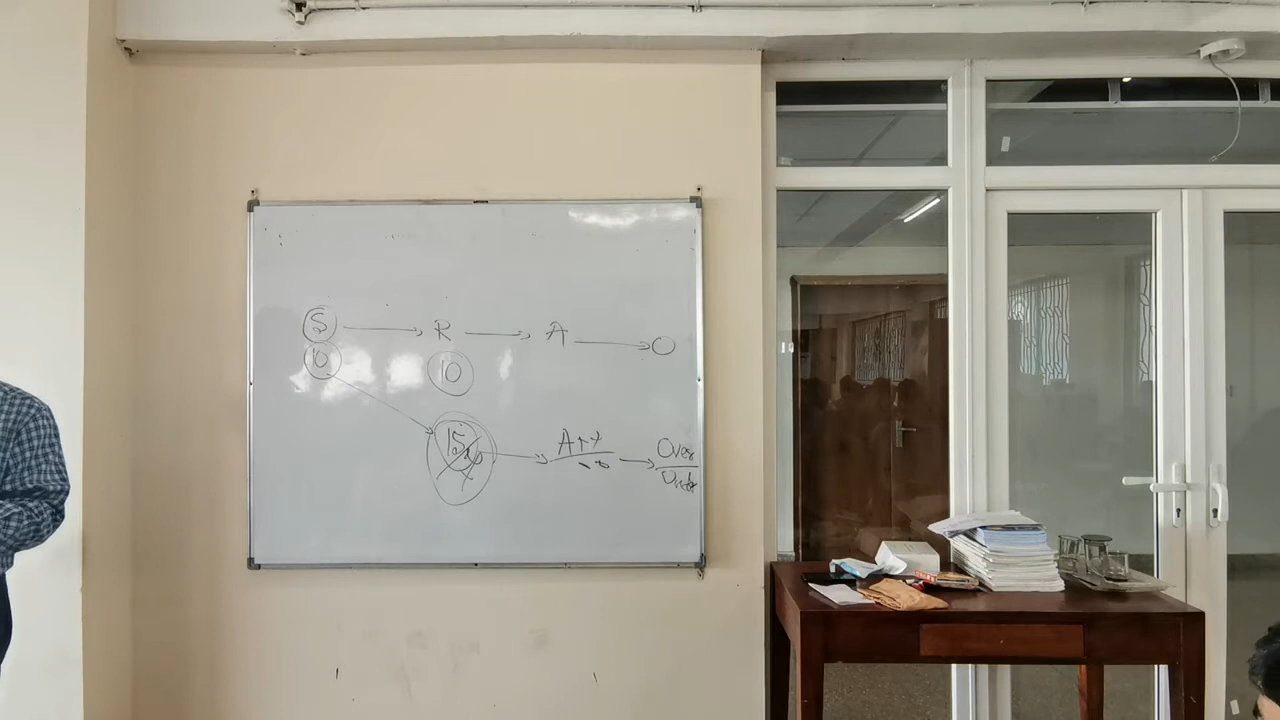 S → R → A → O
10 10
15
Over
Under